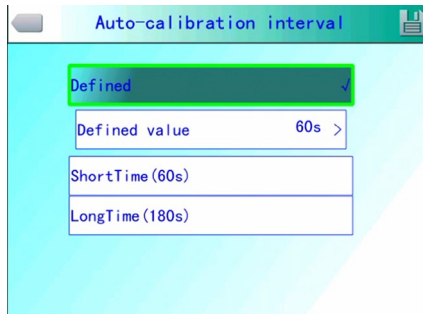 Auto-calibration interval
Defined √
Defined value 60s >
ShortTime(60s)
LongTime(180s)